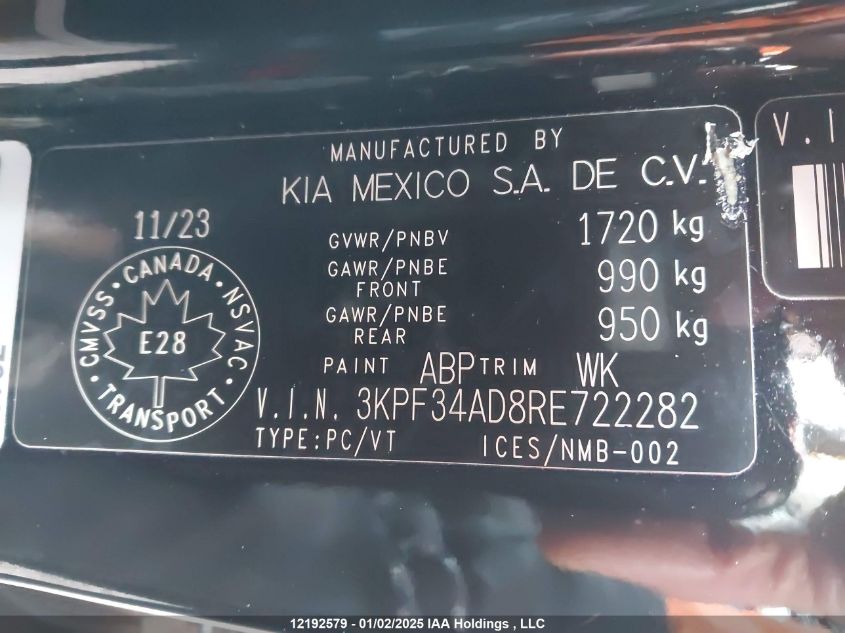 MANUFACTURED BY
KIA MEXICO S.A. DE C.V.
11/23
GVWR/PNBV 1720 kg
GAWR/PNBE FRONT 990 kg
GAWR/PNBE REAR 950 kg
PAINT ABP TRIM WK
V.I.N. 3KPF34AD8RE722282
TYPE:PC/VT ICES/NMB-002
CMVSS · CANADA · NSVAC · TRANSPORT ·
E28
V.I
12192579 - 01/02/2025 IAA Holdings , LLC